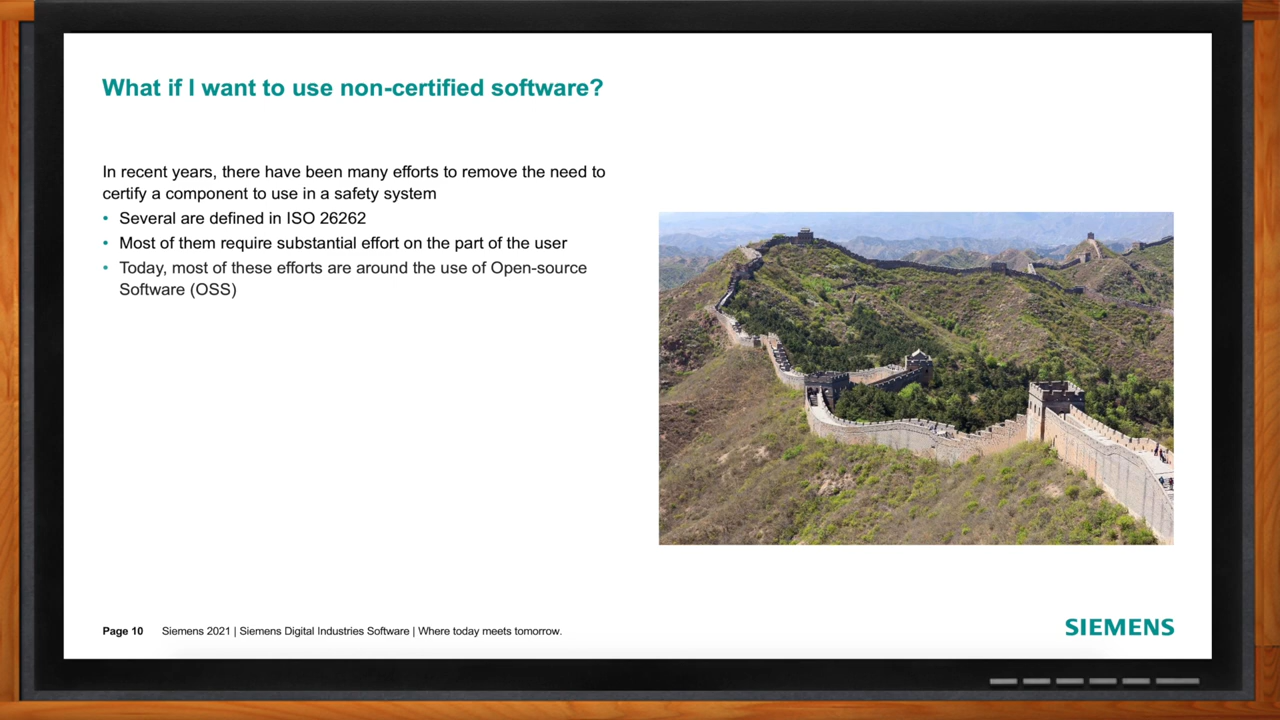 What if I want to use non-certified software?
In recent years, there have been many efforts to remove the need to
certify a component to use in a safety system
• Several are defined in ISO 26262
• Most of them require substantial effort on the part of the user
• Today, most of these efforts are around the use of Open-source
Software (OSS)
Page 10 Siemens 2021 | Siemens Digital Industries Software | Where today meets tomorrow.
SIEMENS